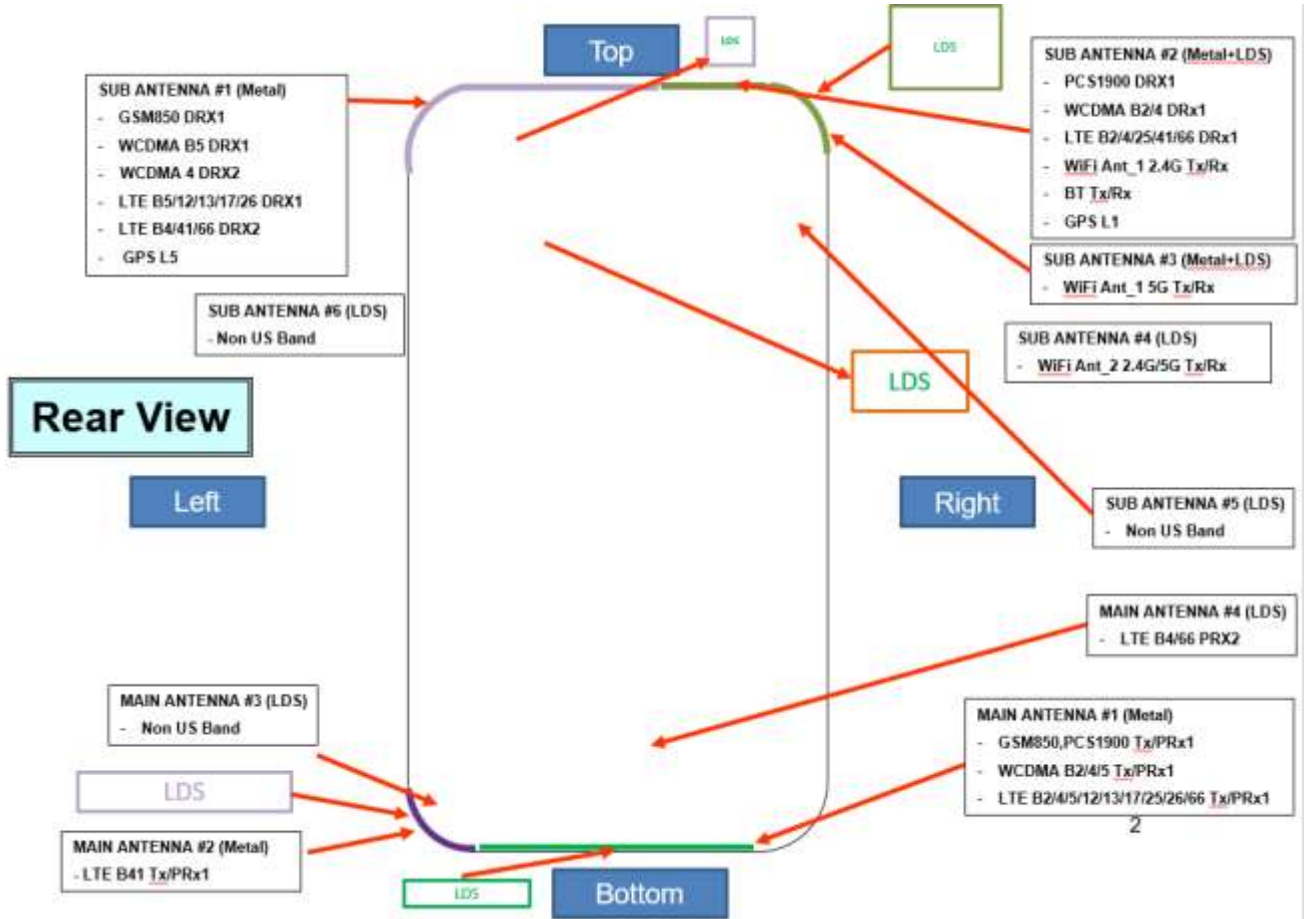 Top
LDS
LDS
SUB ANTENNA #1 (Metal)
- GSM850 DRX1
- WCDMA B5 DRX1
- WCDMA 4 DRX2
- LTE B5/12/13/17/26 DRX1
- LTE B4/41/66 DRX2
- GPS L5
SUB ANTENNA #2 (Metal+LDS)
- PCS1900 DRX1
- WCDMA B2/4 DRx1
- LTE B2/4/25/41/66 DRx1
- WiFi Ant_1 2.4G Tx/Rx
- BT Tx/Rx
- GPS L1
SUB ANTENNA #3 (Metal+LDS)
- WiFi Ant_1 5G Tx/Rx
SUB ANTENNA #6 (LDS)
- Non US Band
SUB ANTENNA #4 (LDS)
- WiFi Ant_2 2.4G/5G Tx/Rx
LDS
Rear View
Left
Right
SUB ANTENNA #5 (LDS)
- Non US Band
MAIN ANTENNA #4 (LDS)
- LTE B4/66 PRX2
MAIN ANTENNA #3 (LDS)
- Non US Band
MAIN ANTENNA #1 (Metal)
- GSM850,PCS1900 Tx/PRx1
- WCDMA B2/4/5 Tx/PRx1
- LTE B2/4/5/12/13/17/25/26/66 Tx/PRx1
2
LDS
MAIN ANTENNA #2 (Metal)
- LTE B41 Tx/PRx1
LDS
Bottom